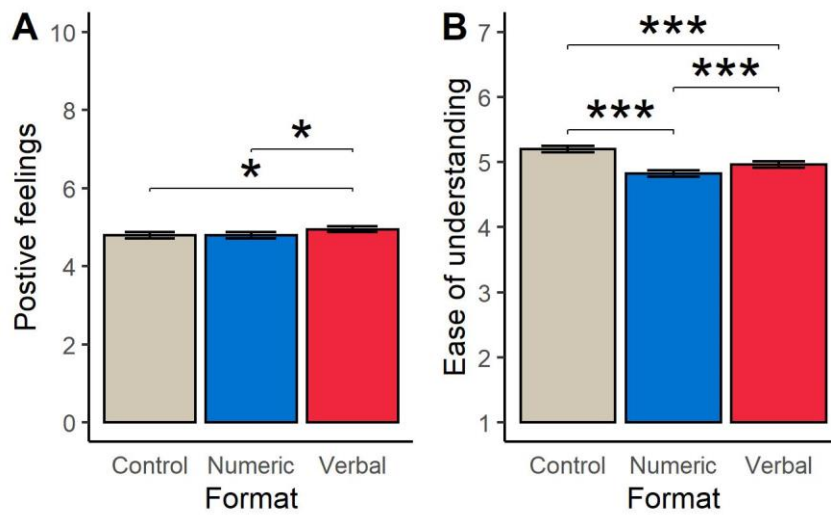 A
Postive feelings
10
8
6
4
2
0
*
*
Control Numeric Verbal
Format
B
Ease of understanding
7
6
5
4
3
2
1
***
***
***
Control Numeric Verbal
Format